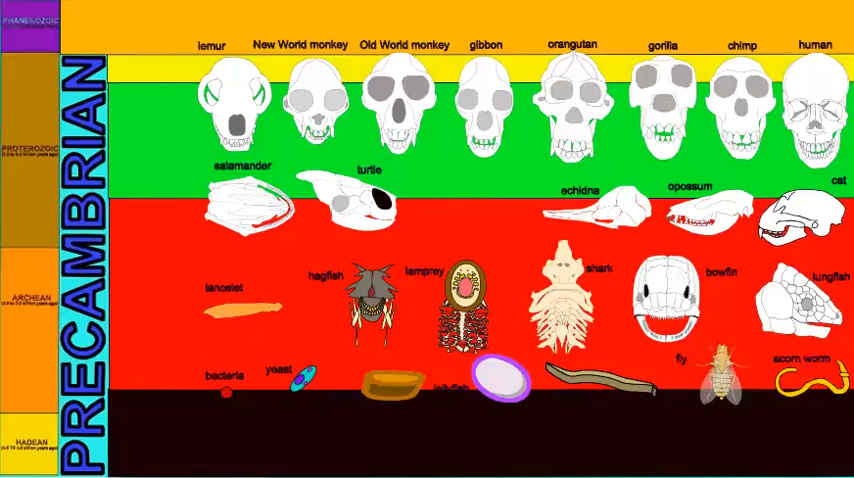 PHANEROZOIC
lemur
New World monkey
Old World monkey
gibbon
orangutan
gorilla
chimp
human
PRECAMBRIAN
PROTEROZOIC
salamander
turtle
echidna
opossum
cat
ARCHEAN
lancelet
hagfish
lamprey
shark
bowfin
lungfish
bacteria
yeast
jellyfish
fly
acorn worm
HADEAN